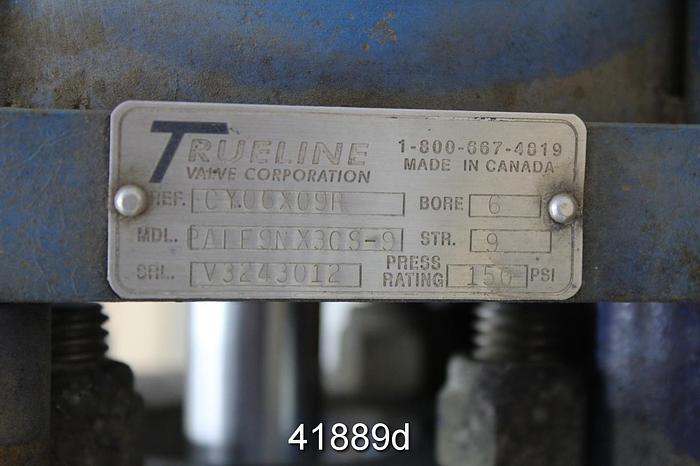 TRUELINE
VALVE CORPORATION
1-800-667-4819
MADE IN CANADA
REF. CY06X09R BORE 6
MDL. STR. 9
SRL. V3243012 PRESS RATING 150 PSI
41889d